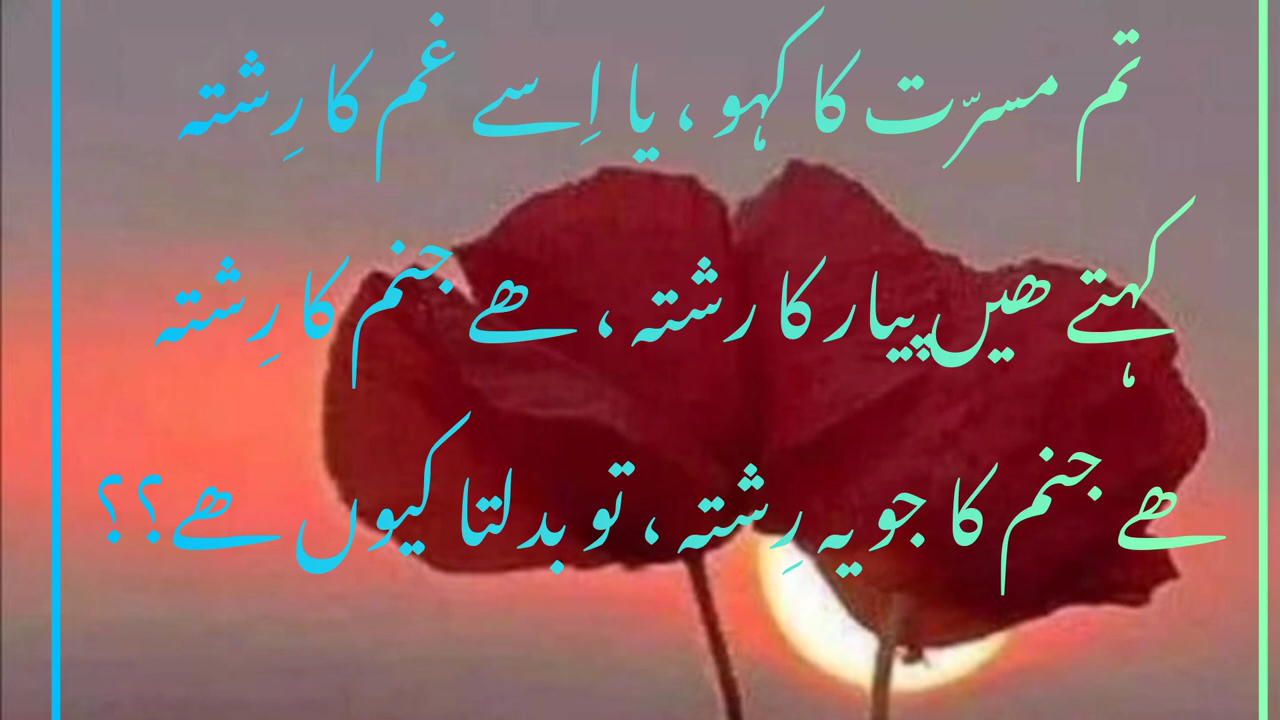 تم مسرّت کا کہو ، یا اِسے غم کا رِشتہ
کہتے ھیں پیار کا رشتہ ، ھے جنم کا رِشتہ
ھے جنم کا جو یہ رِشتہ ، تو بدلتا کیوں ھے؟؟